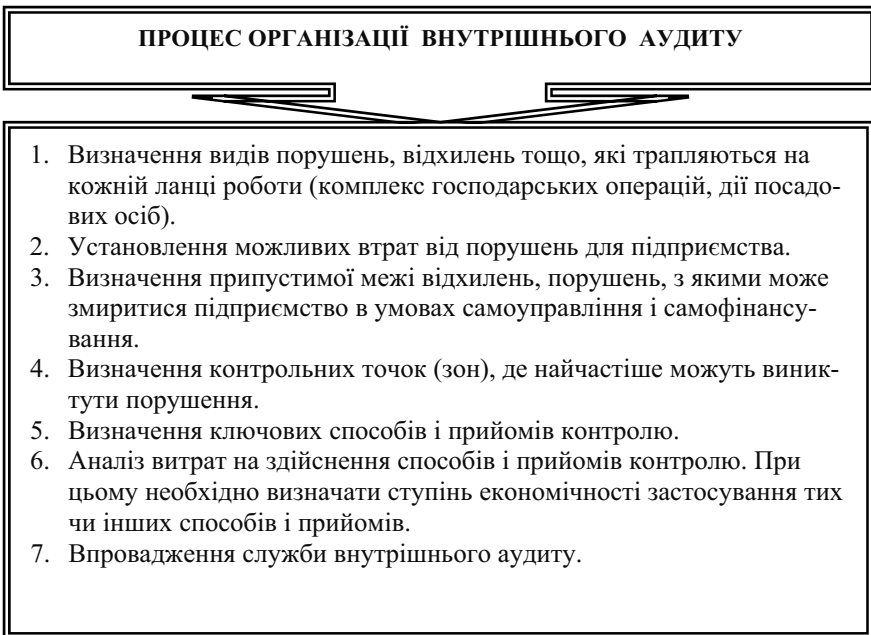 ПРОЦЕС ОРГАНІЗАЦІЇ ВНУТРІШНЬОГО АУДИТУ
1. Визначення видів порушень, відхилень тощо, які трапляються на
кожній ланці роботи (комплекс господарських операцій, дії посадо-
вих осіб).
2. Установлення можливих втрат від порушень для підприємства.
3. Визначення припустимої межі відхилень, порушень, з якими може
змиритися підприємство в умовах самоуправління і самофінансу-
вання.
4. Визначення контрольних точок (зон), де найчастіше можуть виник-
тути порушення.
5. Визначення ключових способів і прийомів контролю.
6. Аналіз витрат на здійснення способів і прийомів контролю. При
цьому необхідно визначати ступінь економічності застосування тих
чи інших способів і прийомів.
7. Впровадження служби внутрішнього аудиту.